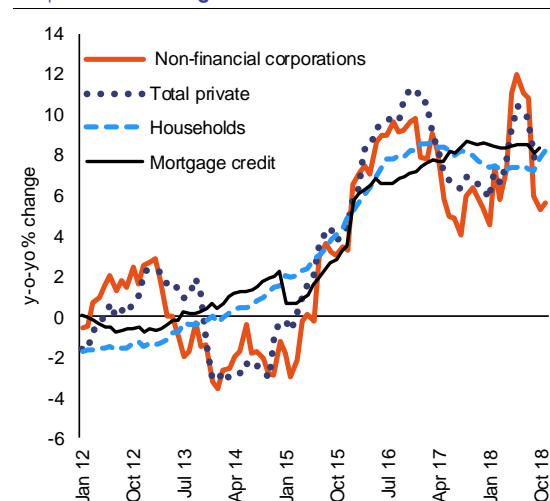 14
12
10
8
6
4
2
0
-2
-4
-6
y-o-yo % change
Non-financial corporations
Total private
Households
Mortgage credit
Jan 12
Oct 12
Jul 13
Apr 14
Jan 15
Oct 15
Jul 16
Apr 17
Jan 18
Oct 18